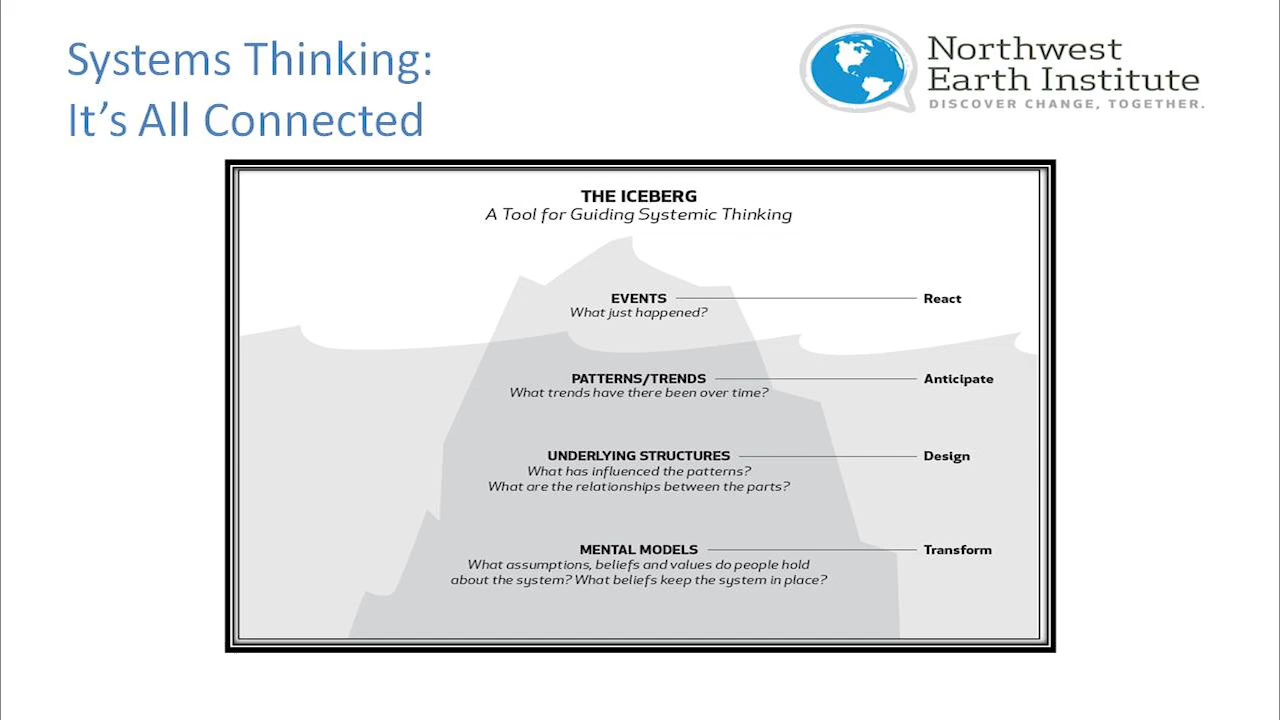 Systems Thinking:
It's All Connected
Northwest
Earth Institute
DISCOVER CHANGE, TOGETHER.
THE ICEBERG
A Tool for Guiding Systemic Thinking
EVENTS React
What just happened?
PATTERNS/TRENDS Anticipate
What trends have there been over time?
UNDERLYING STRUCTURES Design
What has influenced the patterns?
What are the relationships between the parts?
MENTAL MODELS Transform
What assumptions, beliefs and values do people hold
about the system? What beliefs keep the system in place?